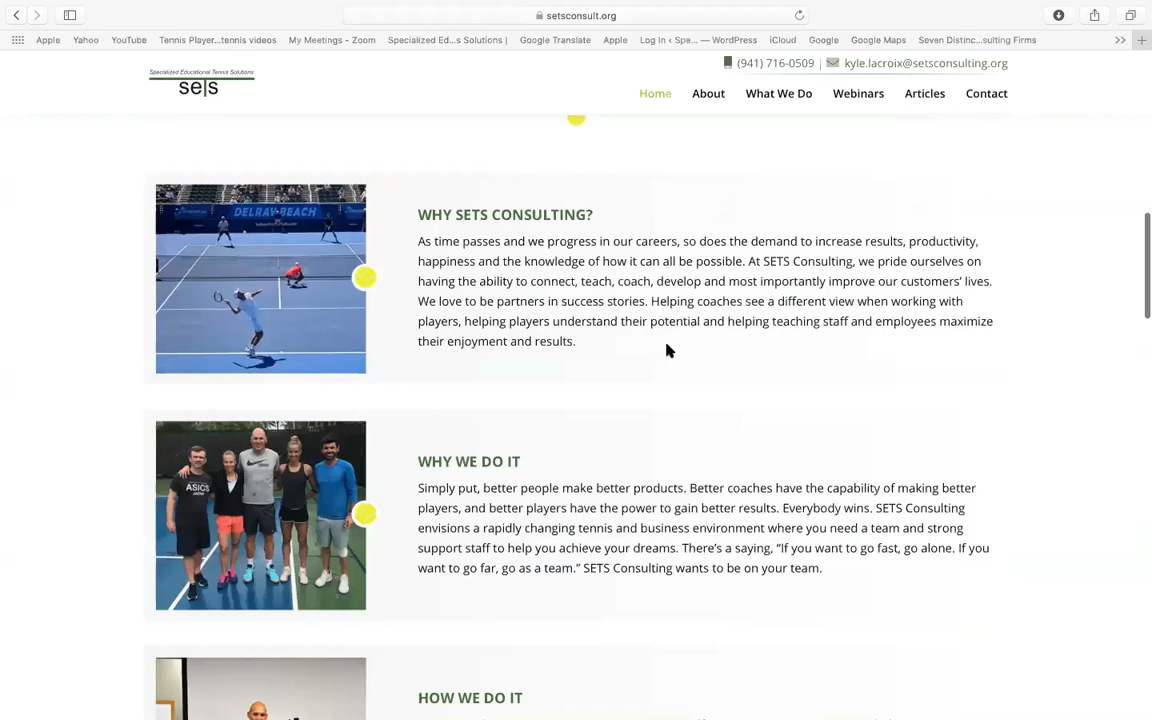 setsconsult.org
Apple Yahoo YouTube Tennis Player...tennis videos My Meetings - Zoom Specialized Ed...s Solutions | Google Translate Apple Log In ‹ Spe... — WordPress iCloud Google Google Maps Seven Distinc...sulting Firms
Specialized Educational Tennis Solutions
sets
(941) 716-0509 | kyle.lacroix@setsconsulting.org
Home About What We Do Webinars Articles Contact
DELRAY BEACH
WHY SETS CONSULTING?
As time passes and we progress in our careers, so does the demand to increase results, productivity,
happiness and the knowledge of how it can all be possible. At SETS Consulting, we pride ourselves on
having the ability to connect, teach, coach, develop and most importantly improve our customers’ lives.
We love to be partners in success stories. Helping coaches see a different view when working with
players, helping players understand their potential and helping teaching staff and employees maximize
their enjoyment and results.
ASICS
WHY WE DO IT
Simply put, better people make better products. Better coaches have the capability of making better
players, and better players have the power to gain better results. Everybody wins. SETS Consulting
envisions a rapidly changing tennis and business environment where you need a team and strong
support staff to help you achieve your dreams. There’s a saying, “If you want to go fast, go alone. If you
want to go far, go as a team.” SETS Consulting wants to be on your team.
HOW WE DO IT